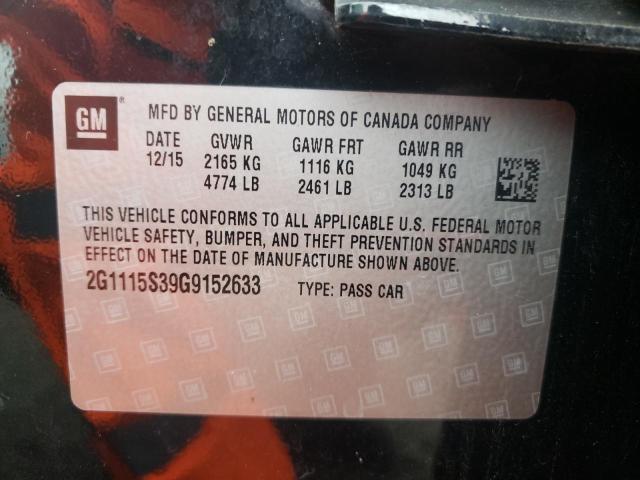 GM®
MFD BY GENERAL MOTORS OF CANADA COMPANY
DATE GVWR GAWR FRT GAWR RR
12/15 2165 KG 1116 KG 1049 KG
4774 LB 2461 LB 2313 LB
THIS VEHICLE CONFORMS TO ALL APPLICABLE U.S. FEDERAL MOTOR
VEHICLE SAFETY, BUMPER, AND THEFT PREVENTION STANDARDS IN
EFFECT ON THE DATE OF MANUFACTURE SHOWN ABOVE.
2G1115S39G9152633 TYPE: PASS CAR